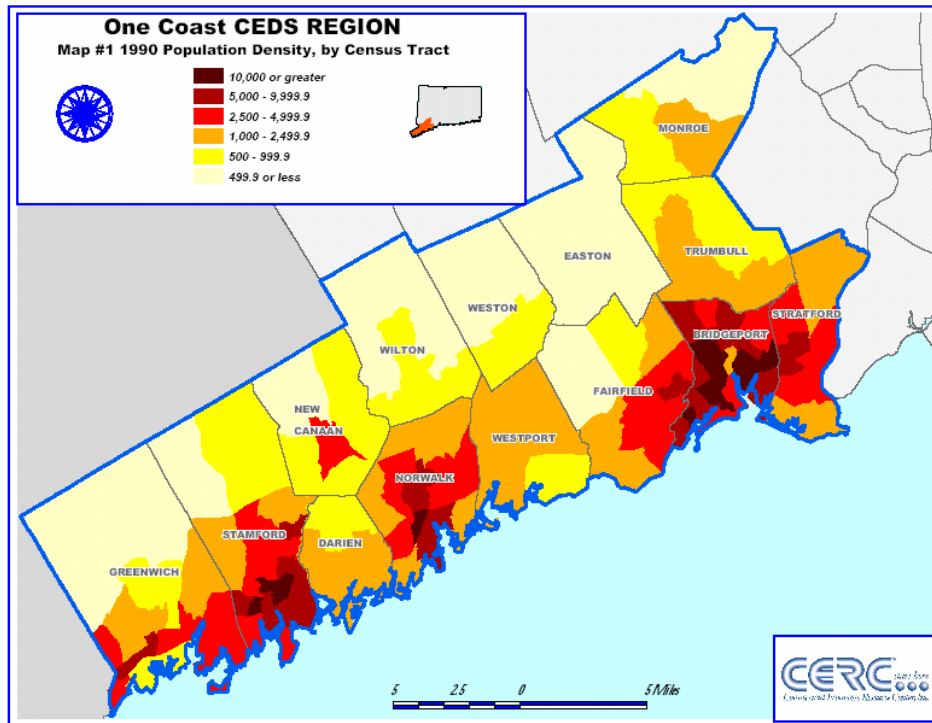 One Coast CEDS REGION
Map #1 1990 Population Density, by Census Tract
10,000 or greater
5,000 - 9,999.9
2,500 - 4,999.9
1,000 - 2,499.9
500 - 999.9
499.9 or less
MONROE
TRUMBULL
EASTON
STRATFORD
WESTON
BRIDGEPORT
WILTON
FAIRFIELD
NEW
CANAAN
WESTPORT
NORWALK
STAMFORD
DARIEN
GREENWICH
5 2.5 0 5 Miles
CERC